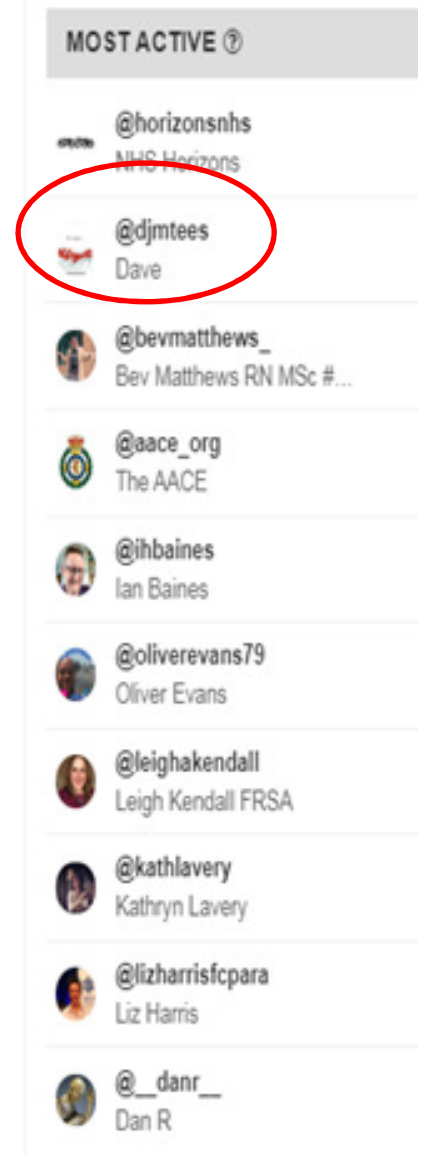 MOST ACTIVE ?
@horizonsnhs
NHS Horizons
@djmtees
Dave
@bevmatthews_
Bev Matthews RN MSc #...
@aace_org
The AACE
@ihbaines
Ian Baines
@oliverevans79
Oliver Evans
@leighakendall
Leigh Kendall FRSA
@kathlavery
Kathryn Lavery
@lizharrisfcpara
Liz Harris
@__danr__
Dan R